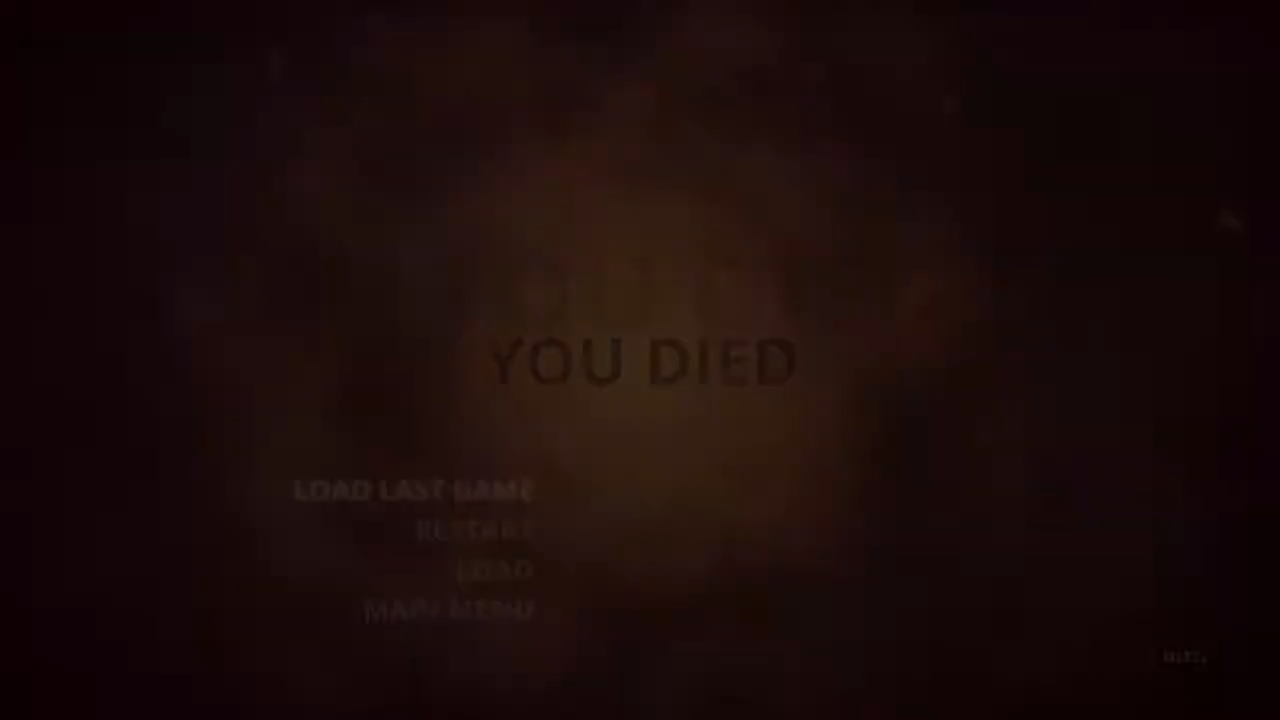 YOU DIED
LOAD LAST GAME
RESTART
LOAD
MAIN MENU